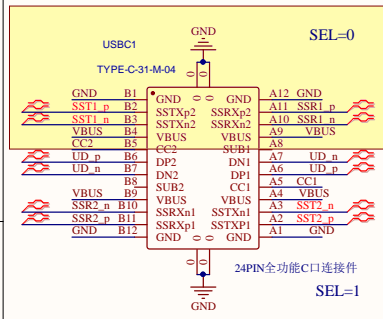 GND
SEL=0
USBC1
TYPE-C-31-M-04
GND B1 GND GND A12 GND
SST1_p B2 SSTXp2 SSRXp2 A11 SSR1_p
SST1_n B3 SSTXn2 SSRXn2 A10 SSR1_n
VBUS B4 VBUS VBUS A9 VBUS
CC2 B5 CC2 SUB1 A8
UD_p B6 DP2 DN1 A7 UD_n
UD_n B7 DN2 DP1 A6 UD_p
B8 SUB2 CC1 A5 CC1
VBUS B9 VBUS VBUS A4 VBUS
SSR2_n B10 SSRXn1 SSTXn1 A3 SST2_n
SSR2_p B11 SSRXp1 SSTXP1 A2 SST2_p
GND B12 GND GND A1 GND
24PIN全功能C口连接件
GND
SEL=1